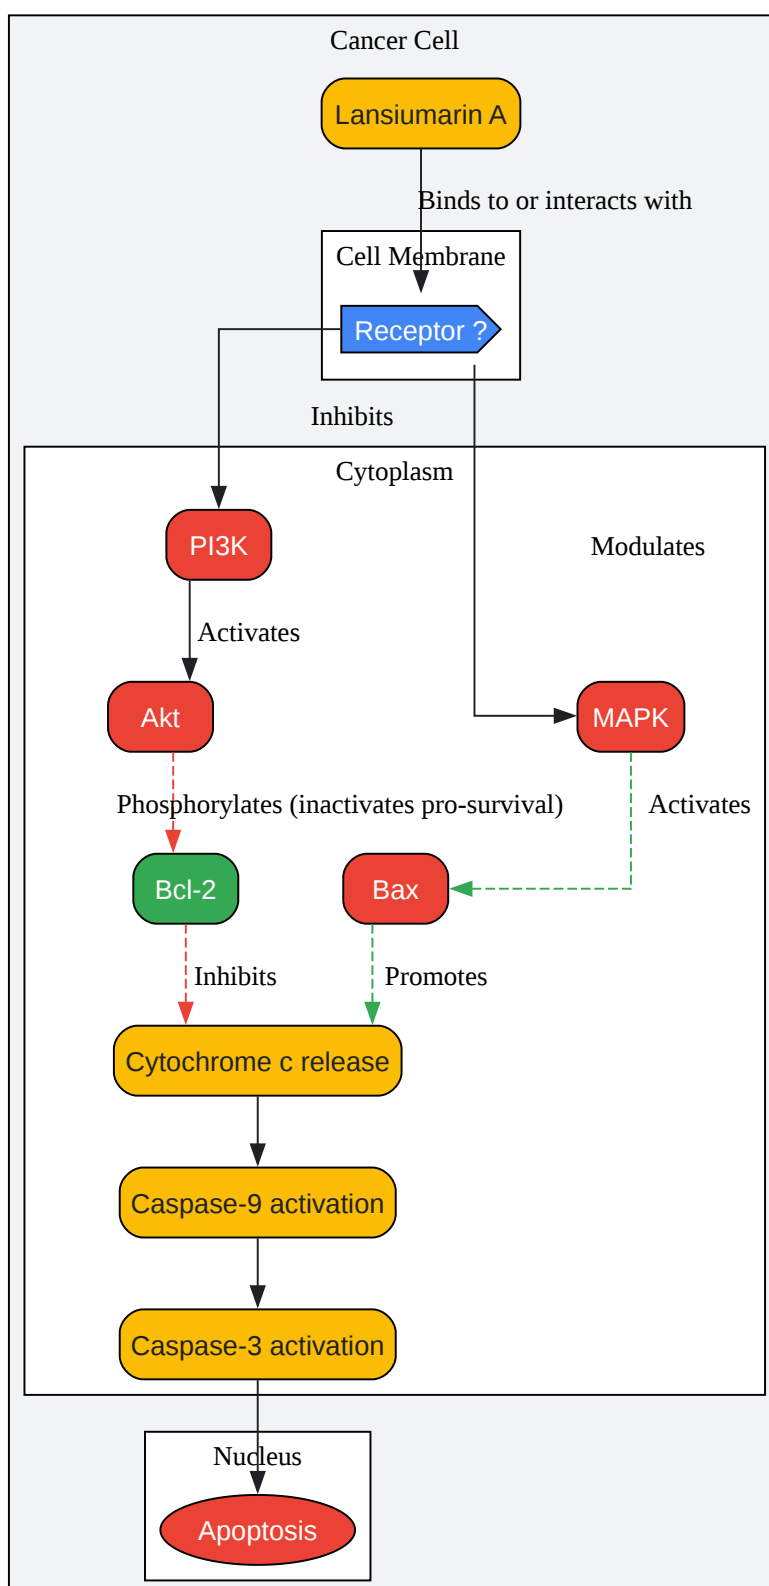 Cancer Cell
Lansiumarin A
Binds to or interacts with
Cell Membrane
Receptor ?
Inhibits
Cytoplasm
PI3K
Modulates
Activates
Akt
MAPK
Phosphorylates (inactivates pro-survival)
Activates
Bcl-2
Bax
Inhibits
Promotes
Cytochrome c release
Caspase-9 activation
Caspase-3 activation
Nucleus
Apoptosis